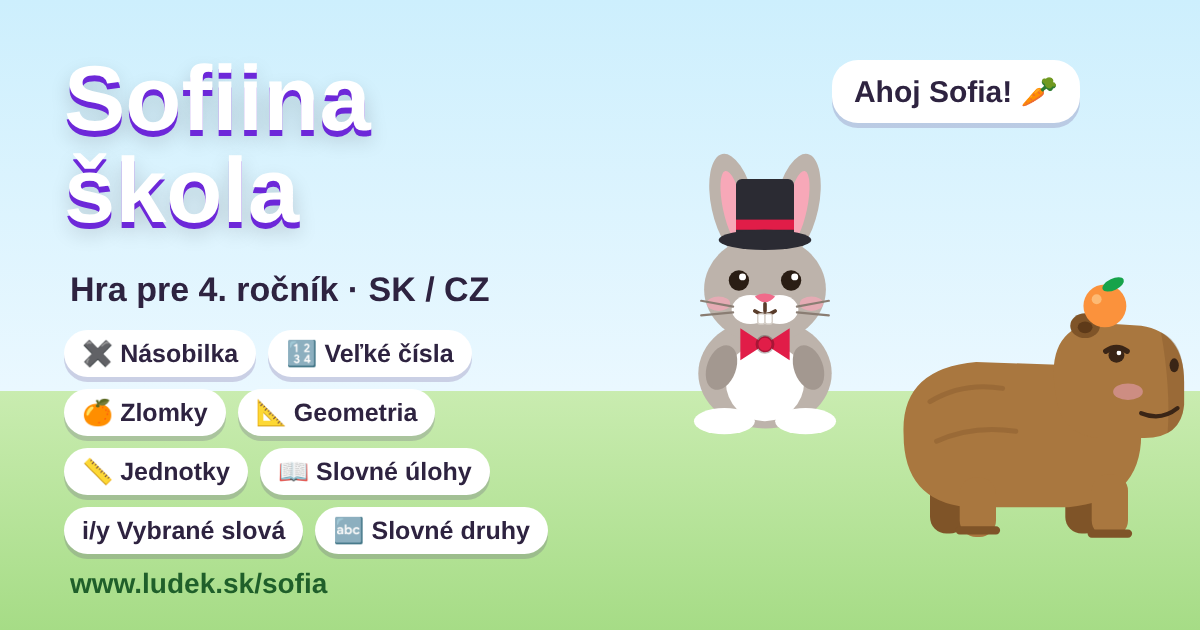 Sofiina
škola
Ahoj Sofia! 🥕
Hra pre 4. ročník · SK / CZ
✖️ Násobilka
🔢 Veľké čísla
🍊 Zlomky
📐 Geometria
📏 Jednotky
📖 Slovné úlohy
i/y Vybrané slová
🔤 Slovné druhy
www.ludek.sk/sofia